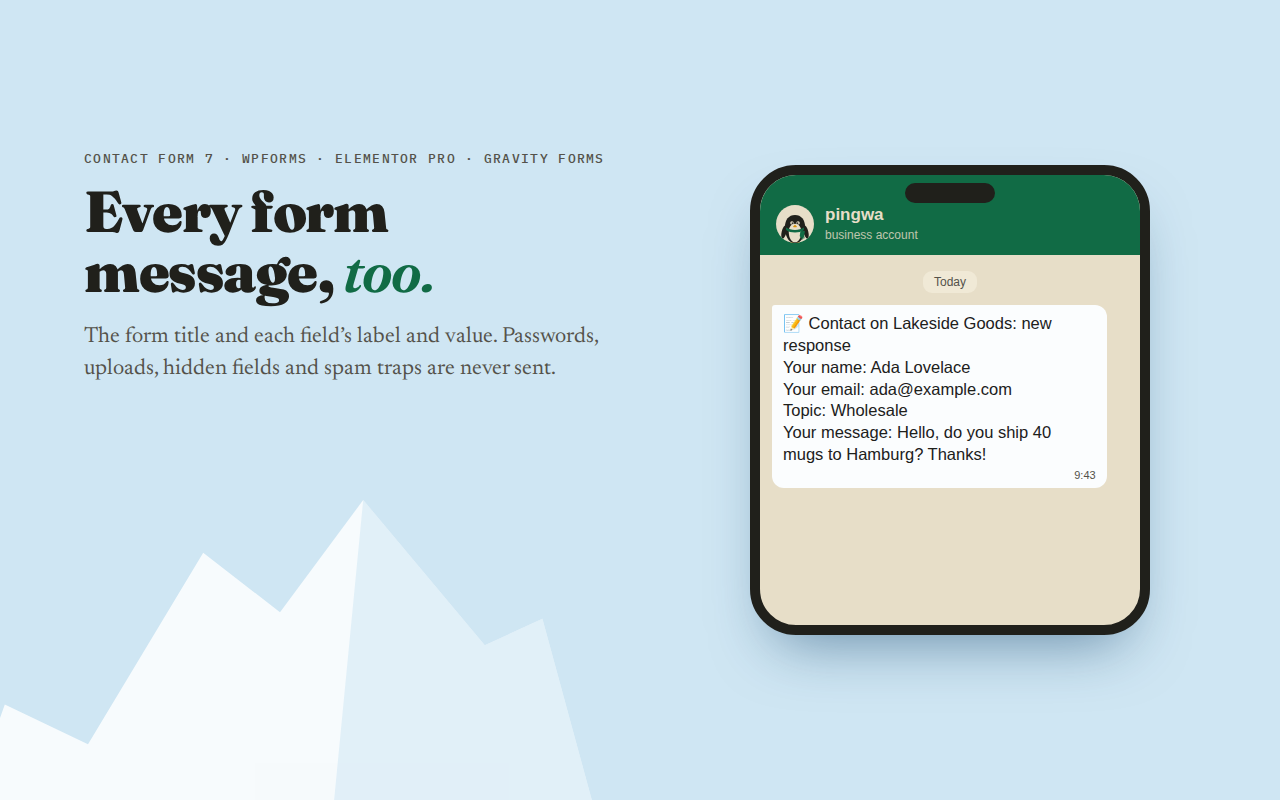 CONTACT FORM 7 · WPFORMS · ELEMENTOR PRO · GRAVITY FORMS
Every form
message, too.
The form title and each field’s label and value. Passwords,
uploads, hidden fields and spam traps are never sent.
pingwa
business account
Today
📝 Contact on Lakeside Goods: new
response
Your name: Ada Lovelace
Your email: ada@example.com
Topic: Wholesale
Your message: Hello, do you ship 40
mugs to Hamburg? Thanks!
9:43